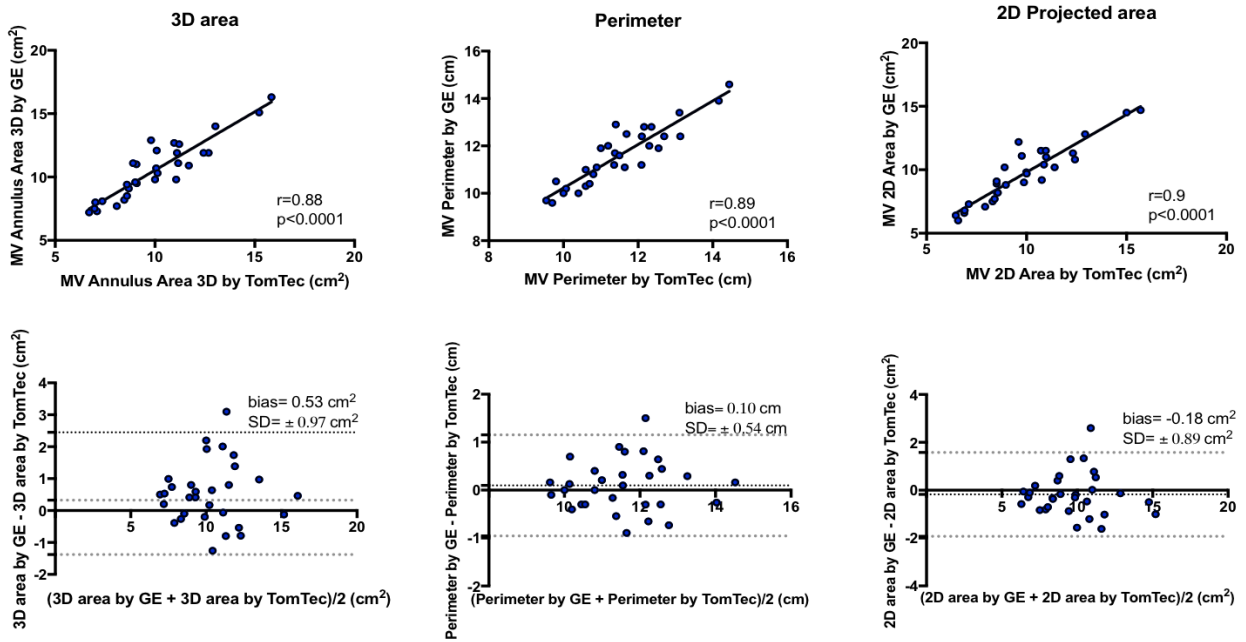 3D area
MV Annulus Area 3D by GE (cm²)
20
15
10
5
5
10
15
20
r=0.88
p<0.0001
MV Annulus Area 3D by TomTec (cm²)
Perimeter
MV Perimeter by GE (cm)
16
14
12
10
8
8
10
12
14
16
r=0.89
p<0.0001
MV Perimeter by TomTec (cm)
2D Projected area
MV 2D Area by GE (cm²)
20
15
10
5
5
10
15
20
r=0.9
p<0.0001
MV 2D Area by TomTec (cm²)
3D area by GE - 3D area by TomTec (cm²)
4
3
2
1
0
-1
-2
5
10
15
20
bias= 0.53 cm²
SD= ± 0.97 cm²
(3D area by GE + 3D area by TomTec)/2 (cm²)
Perimeter by GE - Perimeter by TomTec (cm)
2
1
0
-1
-2
10
12
14
16
bias= 0.10 cm
SD= ± 0.54 cm
(Perimeter by GE + Perimeter by TomTec)/2 (cm)
2D area by GE - 2D area by TomTec (cm²)
4
2
0
-2
-4
5
10
15
20
bias= -0.18 cm²
SD= ± 0.89 cm²
(2D area by GE + 2D area by TomTec)/2 (cm²)